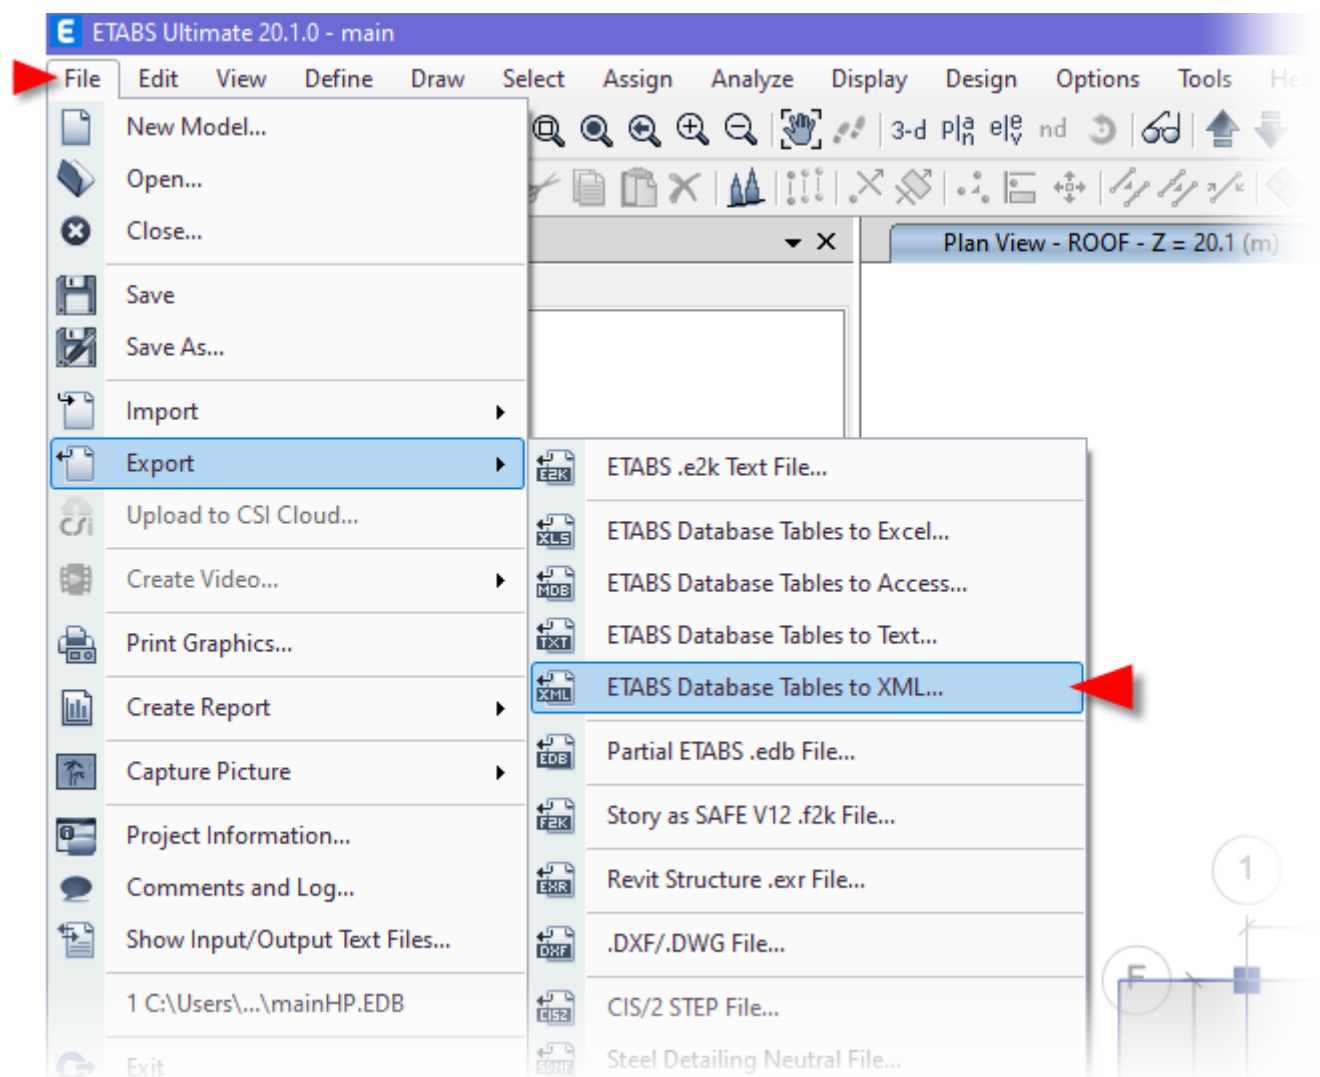 ETABS Ultimate 20.1.0 - main
File Edit View Define Draw Select Assign Analyze Display Design Options Tools Help
3-d pla n ele v nd
Plan View - ROOF - Z = 20.1 (m)
New Model...
Open...
Close...
Save
Save As...
Import
Export
Upload to CSI Cloud...
Create Video...
Print Graphics...
Create Report
Capture Picture
Project Information...
Comments and Log...
Show Input/Output Text Files...
1 C:\Users\...\mainHP.EDB
Exit
E2K ETABS .e2k Text File...
XLS ETABS Database Tables to Excel...
MDB ETABS Database Tables to Access...
TXT ETABS Database Tables to Text...
XML ETABS Database Tables to XML...
EDB Partial ETABS .edb File...
F2K Story as SAFE V12 .f2k File...
EXR Revit Structure .exr File...
DXF .DXF/.DWG File...
CIS2 CIS/2 STEP File...
SDNF Steel Detailing Neutral File...
1
F